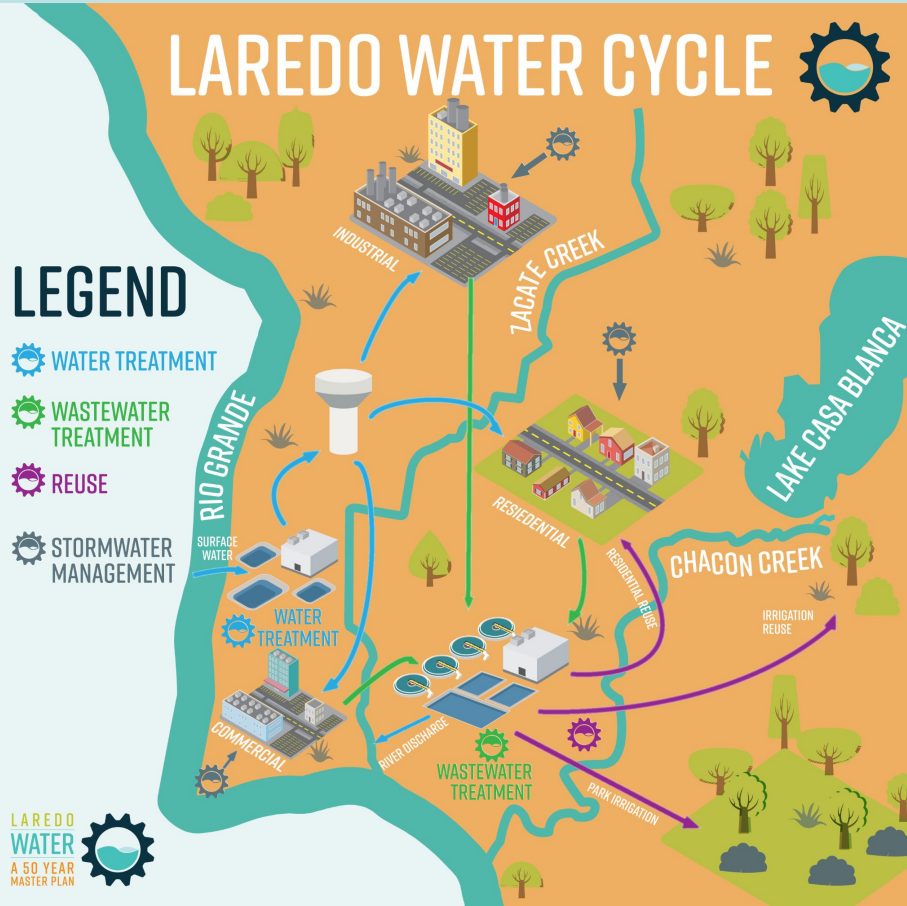 LAREDO WATER CYCLE
INDUSTRIAL
ZACATE CREEK
LEGEND
WATER TREATMENT
WASTEWATER
TREATMENT
REUSE
STORMWATER
MANAGEMENT
RIO GRANDE
LAKE CASA BLANCA
SURFACE
WATER
RESIEDENTIAL
RESIDENTIAL REUSE
CHACON CREEK
IRRIGATION
REUSE
WATER
TREATMENT
COMMERCIAL
RIVER DISCHARGE
WASTEWATER
TREATMENT
PARK IRRIGATION
LAREDO
WATER
A 50 YEAR
MASTER PLAN